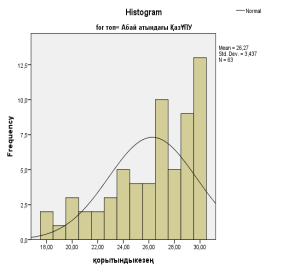 Histogram
Normal
for топ= Абай атындағы ҚазҰПУ
Mean = 26,27
Std. Dev. = 3,437
N = 63
12,5
10,0
7,5
5,0
2,5
0,0
Frequency
18,00 20,00 22,00 24,00 26,00 28,00 30,00
қорытындыкезең